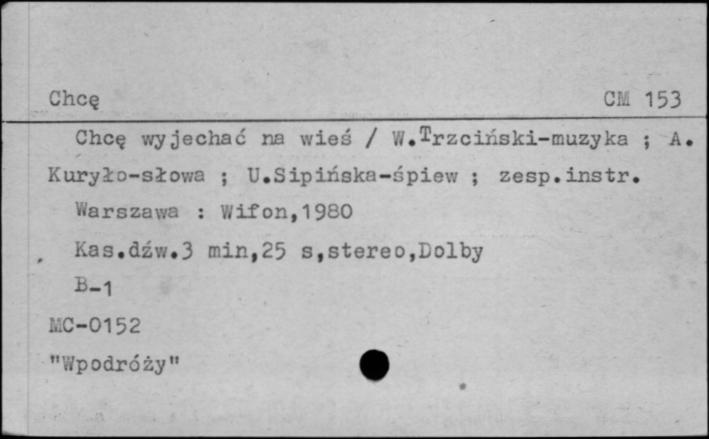 Chcę CM 153
Chcę wyjechać na wieś / W.Trzciński-muzyka ; A.
Kuryło-słowa ; U.Sipińska-śpiew ; zesp.instr.
Warszawa : Wifon,1980
Kas.dźw.3 min,25 s,stereo,Dolby
B-1
MC-0152
"Wpodróży"